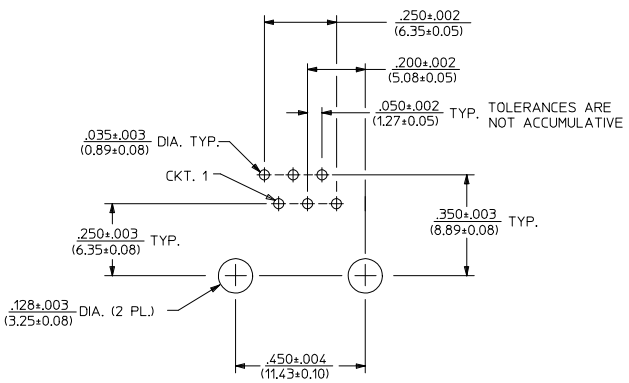 .250±.002
(6.35±0.05)
.200±.002
(5.08±0.05)
.050±.002 TYP. TOLERANCES ARE
(1.27±0.05) NOT ACCUMULATIVE
.035±.003 DIA. TYP.
(0.89±0.08)
CKT. 1
.250±.003 TYP.
(6.35±0.08)
.350±.003 TYP.
(8.89±0.08)
.128±.003 DIA. (2 PL.)
(3.25±0.08)
.450±.004
(11.43±0.10)